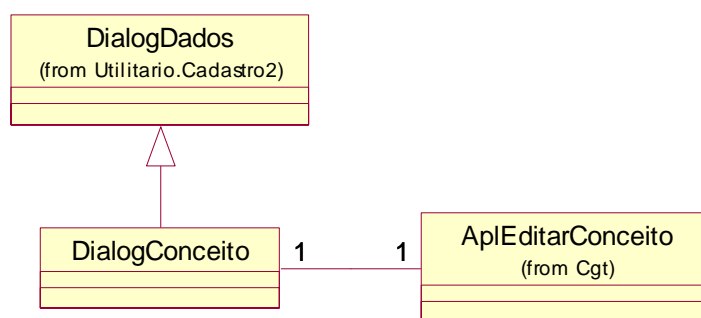 DialogDados
(from Utilitario.Cadastro2)
DialogConceito
1
1
AplEditarConceito
(from Cgt)